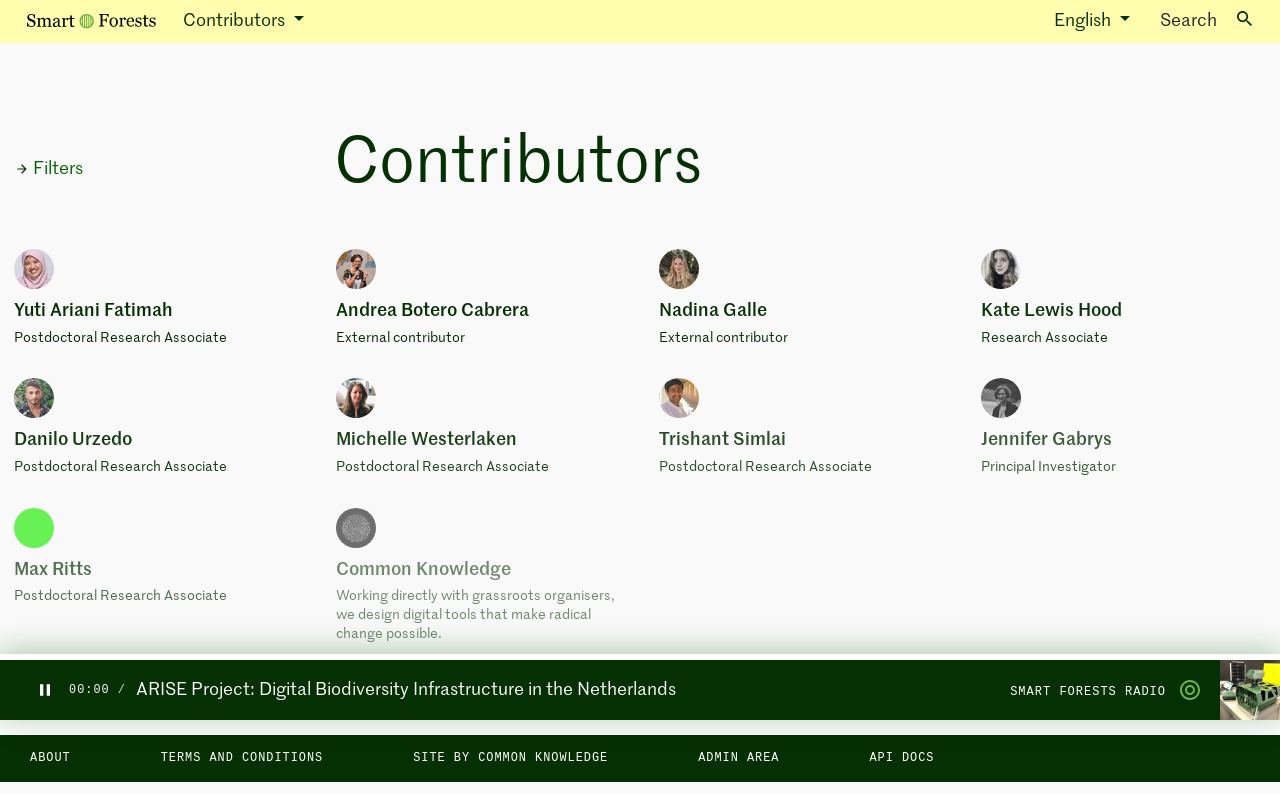 Smart Forests
Contributors
English
Search
Filters
Contributors
Yuti Ariani Fatimah
Postdoctoral Research Associate
Andrea Botero Cabrera
External contributor
Nadina Galle
External contributor
Kate Lewis Hood
Research Associate
Danilo Urzedo
Postdoctoral Research Associate
Michelle Westerlaken
Postdoctoral Research Associate
Trishant Simlai
Postdoctoral Research Associate
Jennifer Gabrys
Principal Investigator
Max Ritts
Postdoctoral Research Associate
Common Knowledge
Working directly with grassroots organisers,
we design digital tools that make radical
change possible.
00:00 /
ARISE Project: Digital Biodiversity Infrastructure in the Netherlands
SMART FORESTS RADIO
ABOUT
TERMS AND CONDITIONS
SITE BY COMMON KNOWLEDGE
ADMIN AREA
API DOCS